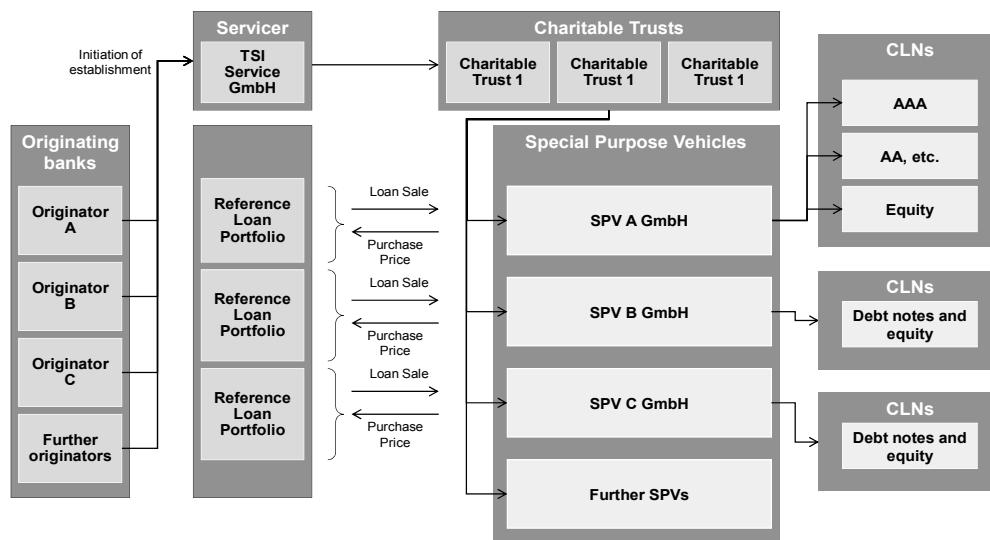 Initiation of
establishment
Servicer
TSI
Service
GmbH
Charitable Trusts
Charitable
Trust 1
Charitable
Trust 1
Charitable
Trust 1
CLNs
AAA
AA, etc.
Equity
Originating
banks
Originator
A
Originator
B
Originator
C
Further
originators
Reference
Loan
Portfolio
Reference
Loan
Portfolio
Reference
Loan
Portfolio
Loan Sale
Purchase
Price
Loan Sale
Purchase
Price
Loan Sale
Purchase
Price
Special Purpose Vehicles
SPV A GmbH
SPV B GmbH
SPV C GmbH
Further SPVs
CLNs
Debt notes and
equity
CLNs
Debt notes and
equity